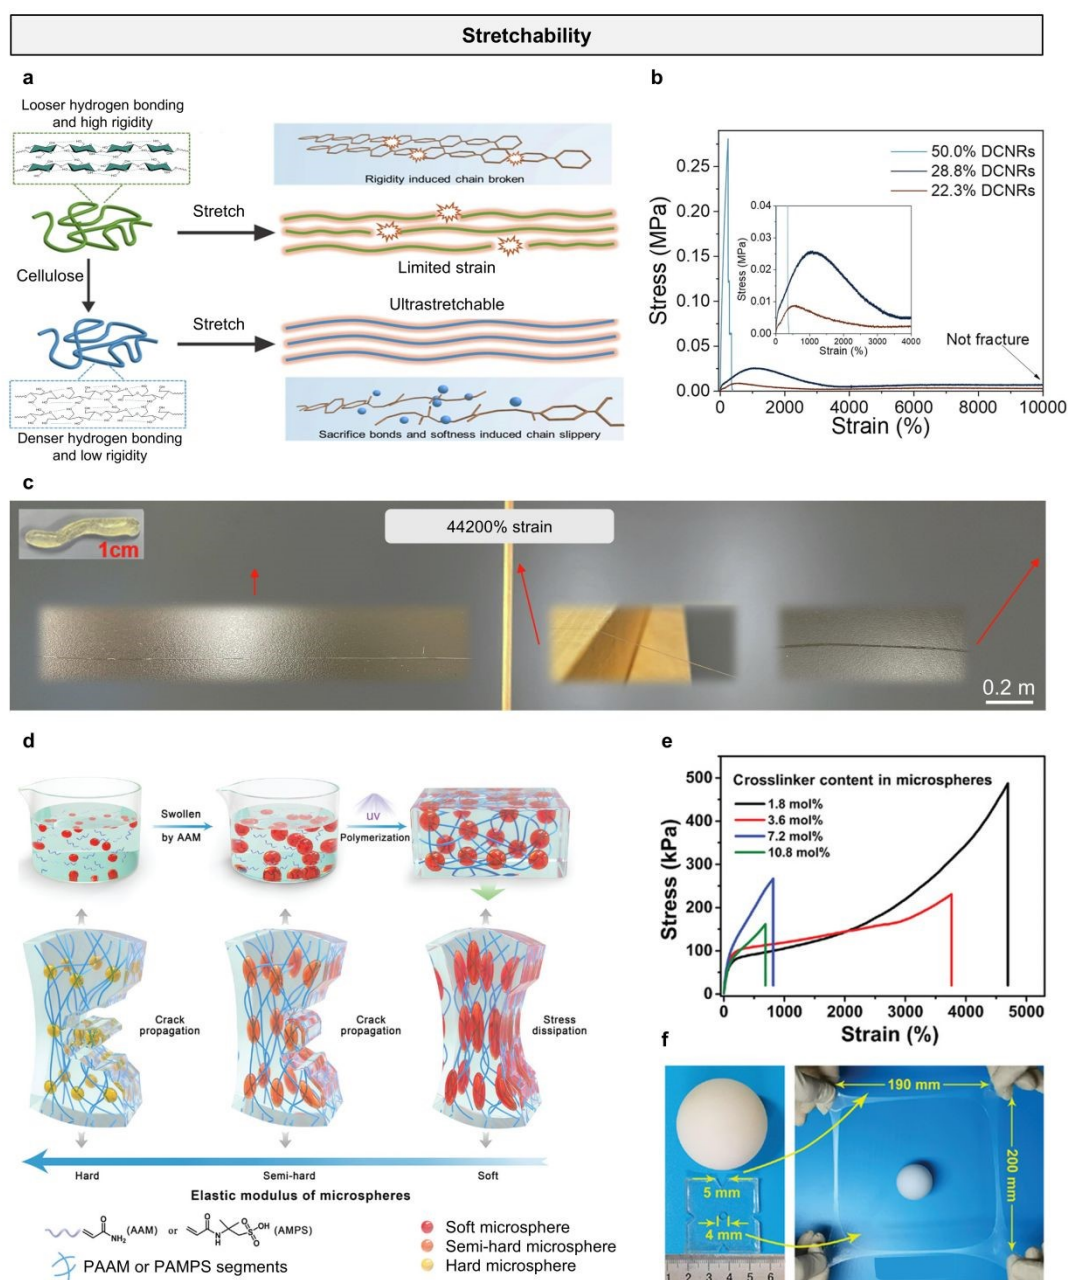 Stretchability
a
Looser hydrogen bonding
and high rigidity
Rigidity induced chain broken
Stretch
Limited strain
Cellulose
Ultrastretchable
Stretch
Sacrifice bonds and softness induced chain slippery
Denser hydrogen bonding
and low rigidity
b
50.0% DCNRs
28.8% DCNRs
22.3% DCNRs
Stress (MPa)
0.25
0.20
0.15
0.10
0.05
0.00
0 2000 4000 6000 8000 10000
Strain (%)
Not fracture
Stress (MPa)
0.04
0.03
0.02
0.01
0.00
0 1000 2000 3000 4000
Strain (%)
c
1cm
44200% strain
0.2 m
d
Swollen
by AAM
uv
Polymerization
Crack
propagation
Crack
propagation
Stress
dissipation
Hard
Semi-hard
Soft
Elastic modulus of microspheres
NH₂
(AAM)
or
O
N
H
O
S
O
OH
(AMPS)
PAAM or PAMPS segments
Soft microsphere
Semi-hard microsphere
Hard microsphere
e
Crosslinker content in microspheres
1.8 mol%
3.6 mol%
7.2 mol%
10.8 mol%
Stress (kPa)
500
400
300
200
100
0
0 1000 2000 3000 4000 5000
Strain (%)
f
5 mm
4 mm
1 2 3 4 5 6
190 mm
200 mm